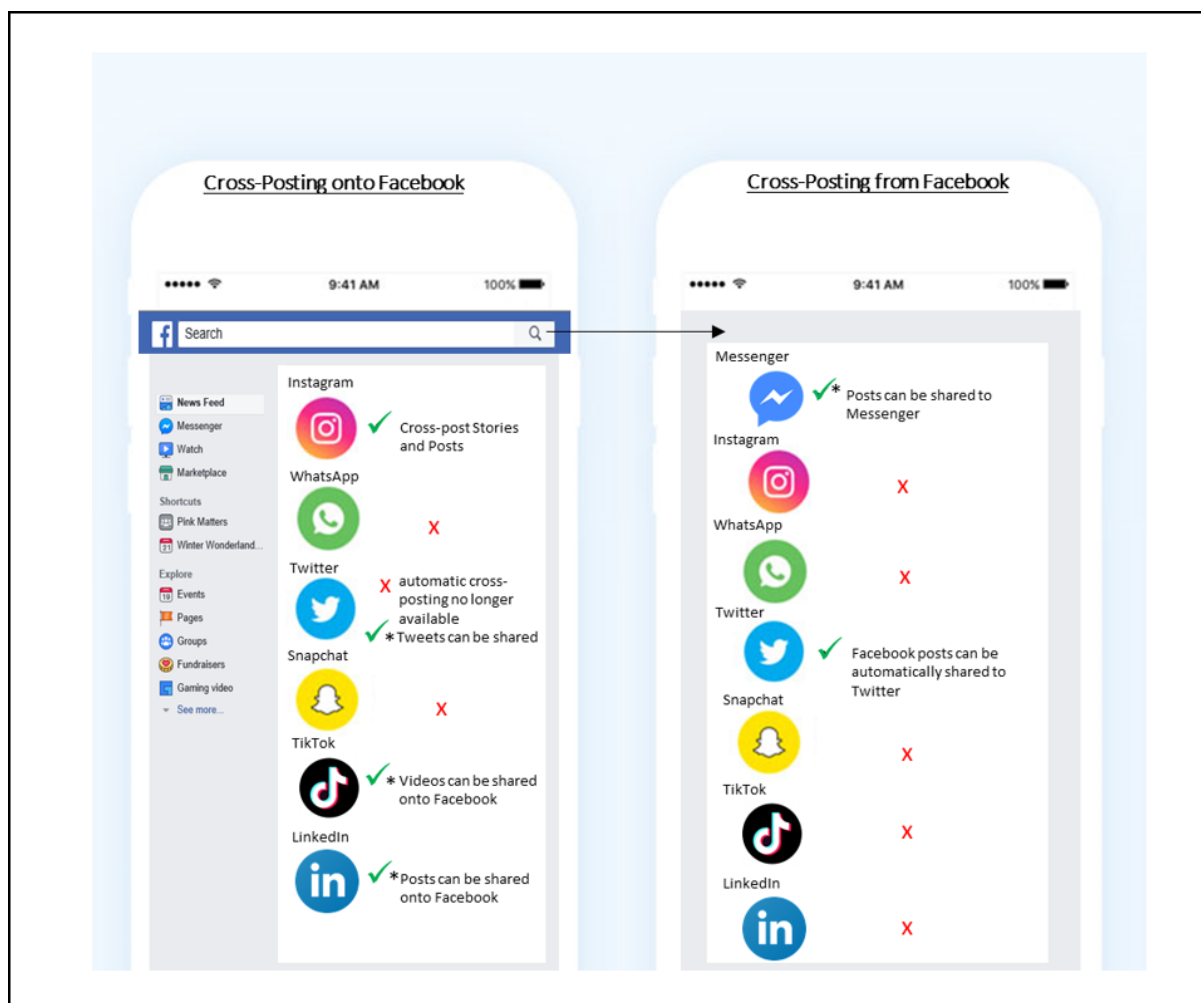 Cross-Posting onto Facebook
9:41 AM
100%
f
Search
News Feed
Messenger
Watch
Marketplace
Shortcuts
Pink Matters
21
Winter Wonderland...
Explore
19
Events
Pages
Groups
Fundraisers
Gaming video
See more...
Instagram
✓ Cross-post Stories
and Posts
WhatsApp
X
Twitter
X automatic cross-
posting no longer
available
✓ * Tweets can be shared
Snapchat
X
TikTok
✓ * Videos can be shared
onto Facebook
LinkedIn
in
✓ * Posts can be shared
onto Facebook
Cross-Posting from Facebook
9:41 AM
100%
Messenger
✓ * Posts can be shared to
Messenger
Instagram
X
WhatsApp
X
Twitter
✓ Facebook posts can be
automatically shared to
Twitter
Snapchat
X
TikTok
X
LinkedIn
in
X